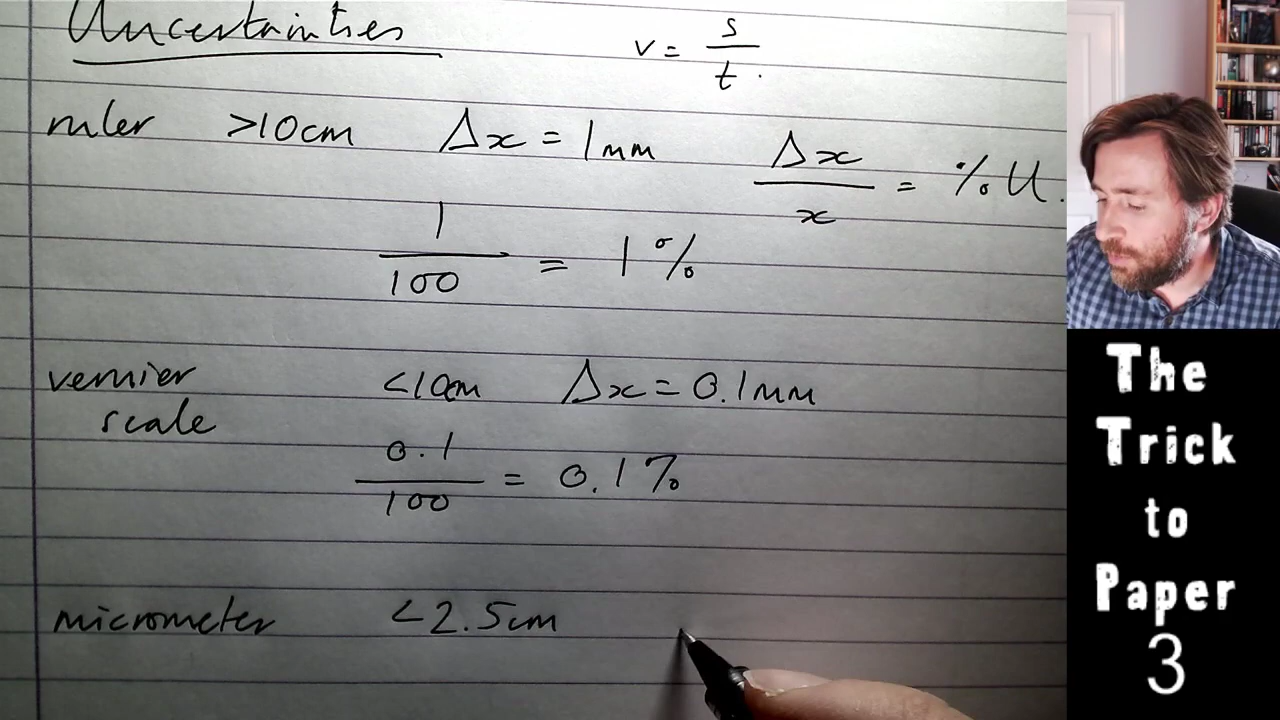 Uncertainties
v = s/t.
ruler >10cm Δx = 1mm Δx/x = % U.
1/100 = 1%
vernier scale <10cm Δx = 0.1mm
0.1/100 = 0.1%
micrometer <2.5cm
The
Trick
to
Paper
3